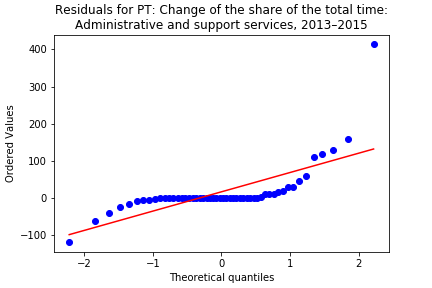 Residuals for PT: Change of the share of the total time:
Administrative and support services, 2013–2015
400
300
200
100
0
−100
Ordered Values
−2
−1
0
1
2
Theoretical quantiles